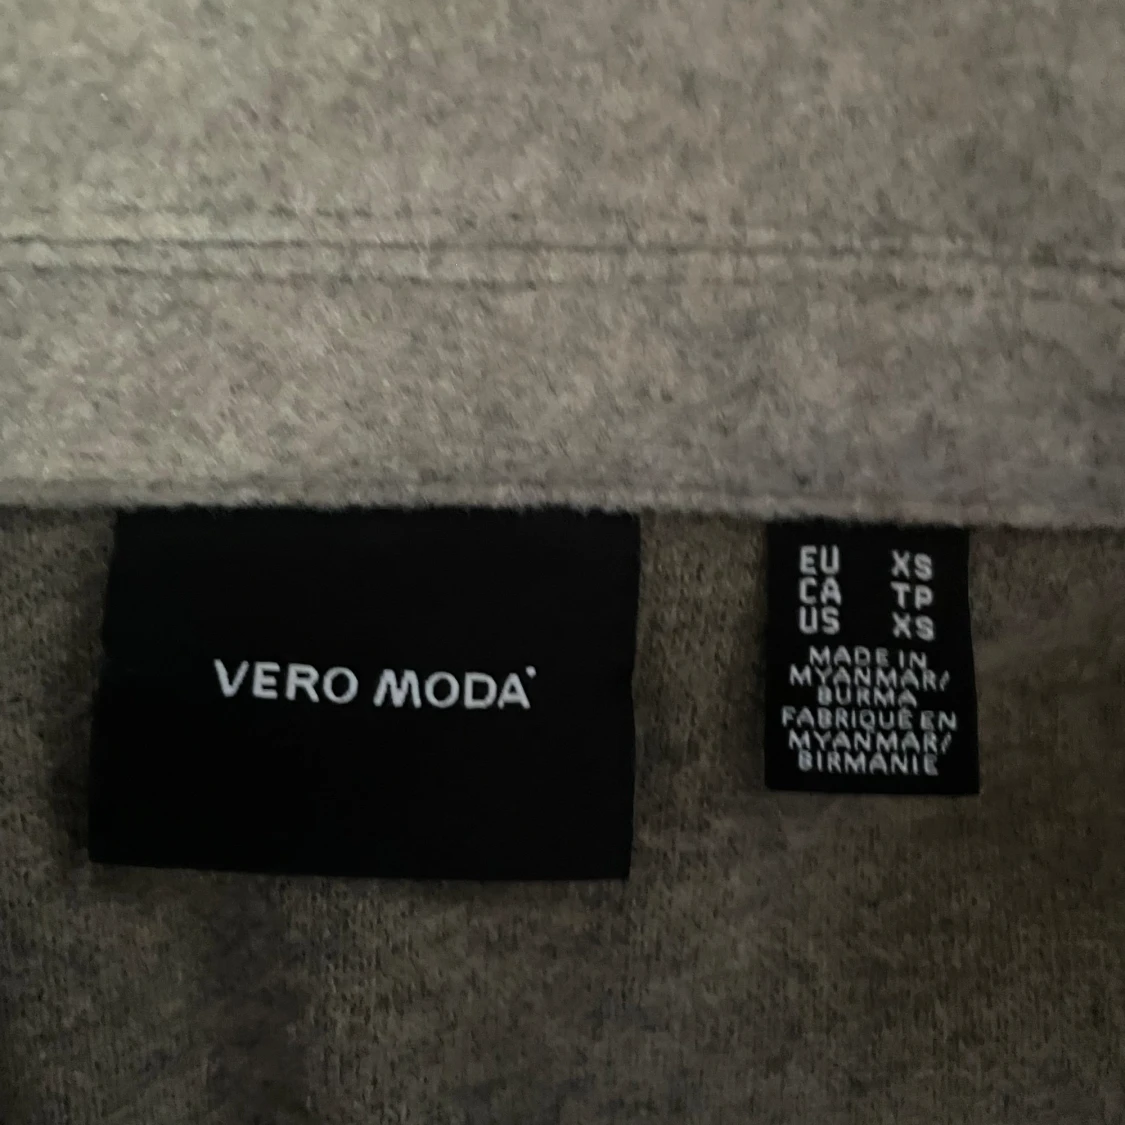 VERO MODA
EU XS
CA TP
US XS
MADE IN
MYANMAR/
BURMA
FABRIQUÉ EN
MYANMAR/
BIRMANIE